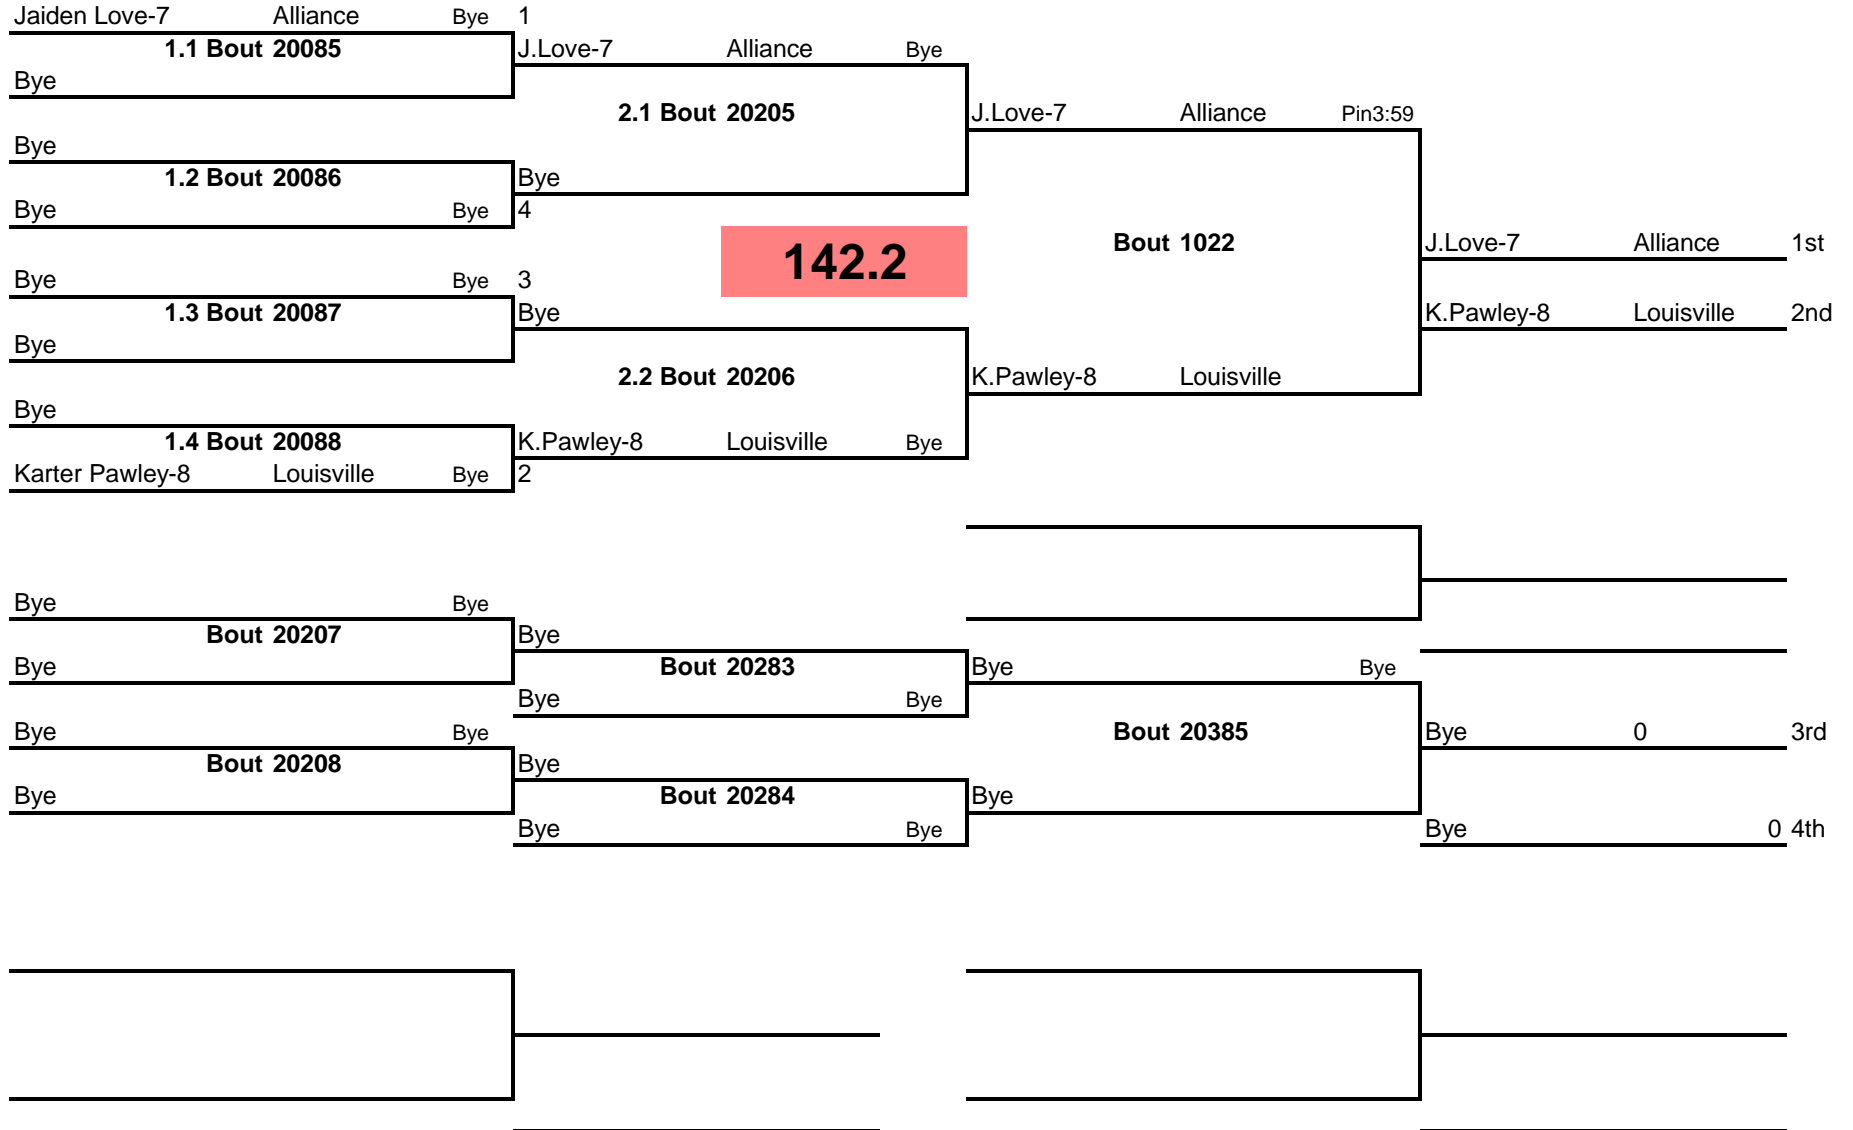 Jaiden Love-7 Alliance Bye 1
1.1 Bout 20085 J.Love-7 Alliance Bye
Bye
2.1 Bout 20205 J.Love-7 Alliance Pin3:59
Bye
1.2 Bout 20086 Bye
Bye Bye 4
142.2 Bout 1022 J.Love-7 Alliance 1st
Bye Bye 3
1.3 Bout 20087 Bye K.Pawley-8 Louisville 2nd
Bye
2.2 Bout 20206 K.Pawley-8 Louisville
Bye
1.4 Bout 20088 K.Pawley-8 Louisville Bye
Karter Pawley-8 Louisville Bye 2
Bye Bye
Bout 20207 Bye
Bye Bout 20283 Bye Bye
Bye Bye
Bye Bye Bout 20385 Bye 0 3rd
Bout 20208 Bye
Bye Bout 20284 Bye
Bye Bye Bye 0 4th